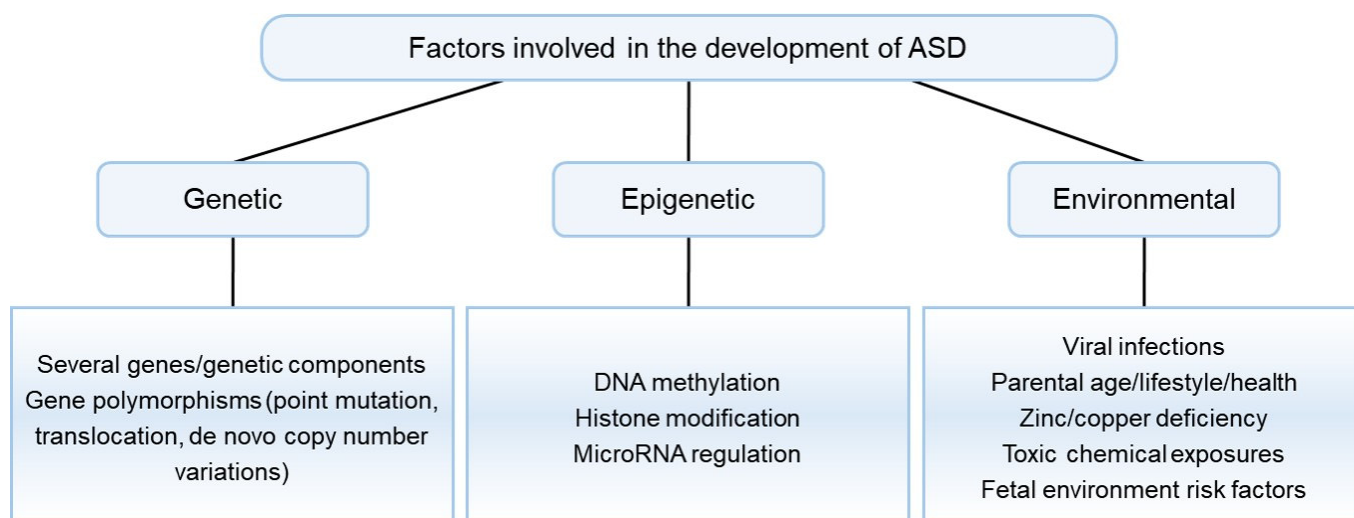 Factors involved in the development of ASD
Genetic
Epigenetic
Environmental
Several genes/genetic components
Gene polymorphisms (point mutation,
translocation, de novo copy number
variations)
DNA methylation
Histone modification
MicroRNA regulation
Viral infections
Parental age/lifestyle/health
Zinc/copper deficiency
Toxic chemical exposures
Fetal environment risk factors